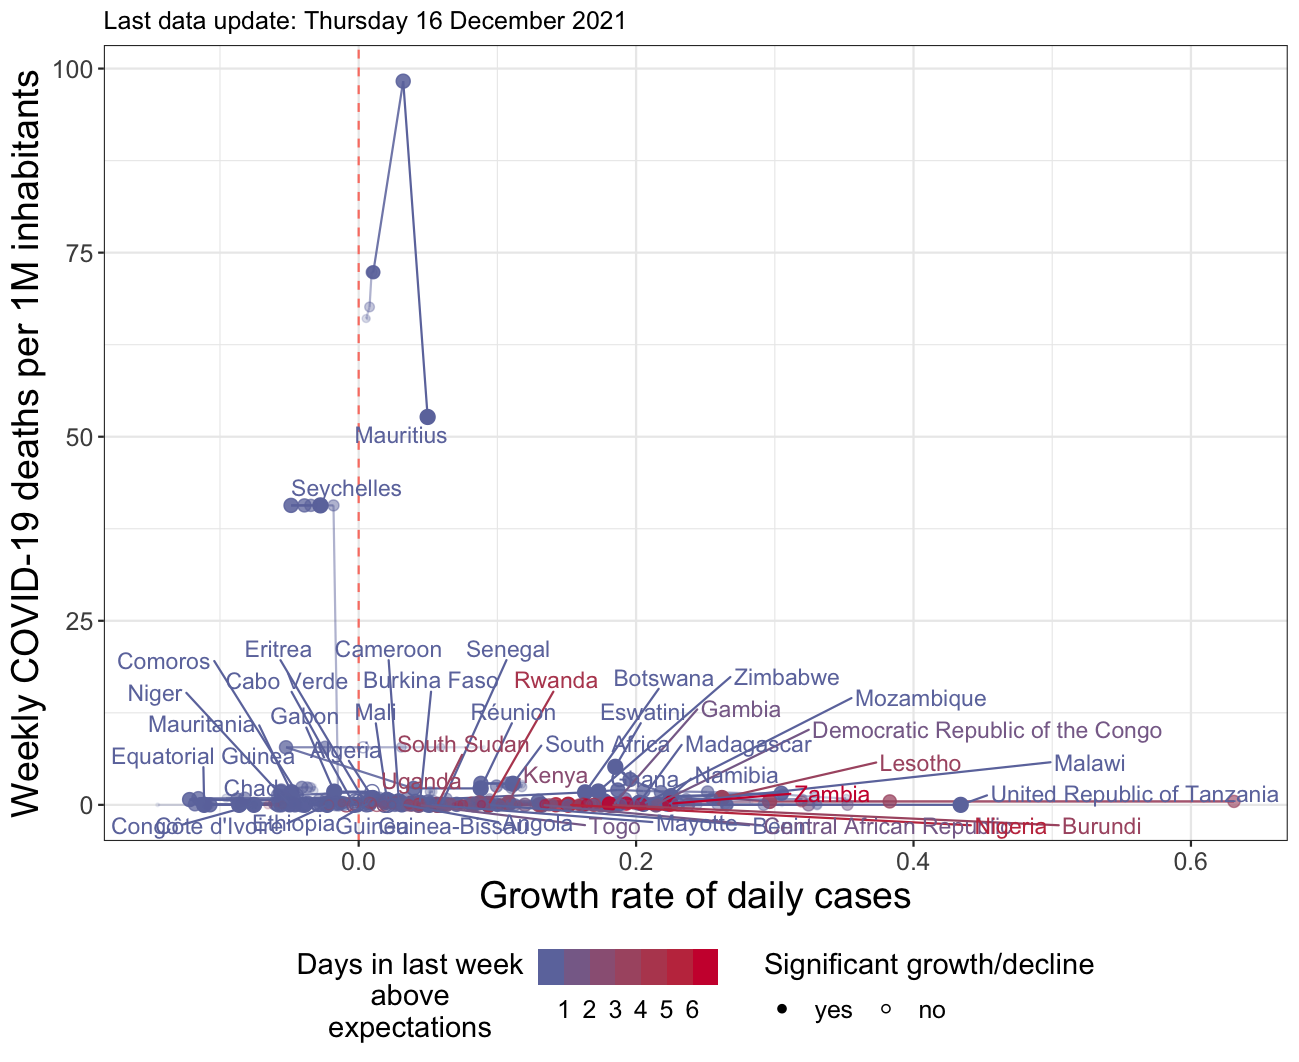 Last data update: Thursday 16 December 2021
Weekly COVID-19 deaths per 1M inhabitants
100
75
50
25
0
Mauritius
Seychelles
Eritrea
Cameroon
Senegal
Comoros
Cabo Verde
Burkina Faso
Rwanda
Botswana
Zimbabwe
Niger
Mozambique
Mauritania
Gabon
Mali
Réunion
Eswatini
Gambia
Democratic Republic of the Congo
Equatorial Guinea
Algeria
South Sudan
South Africa
Madagascar
Lesotho
Malawi
Chad
Uganda
Kenya
Namibia
Zambia
United Republic of Tanzania
Congo
Côte d'Ivoire
Ethiopia
Guinea
Guinea-Bissau
Angola
Togo
Mayotte
Benin
Central African Republic
Nigeria
Burundi
0.0
0.2
0.4
0.6
Growth rate of daily cases
Days in last week
above
expectations
1 2 3 4 5 6
Significant growth/decline
yes
no